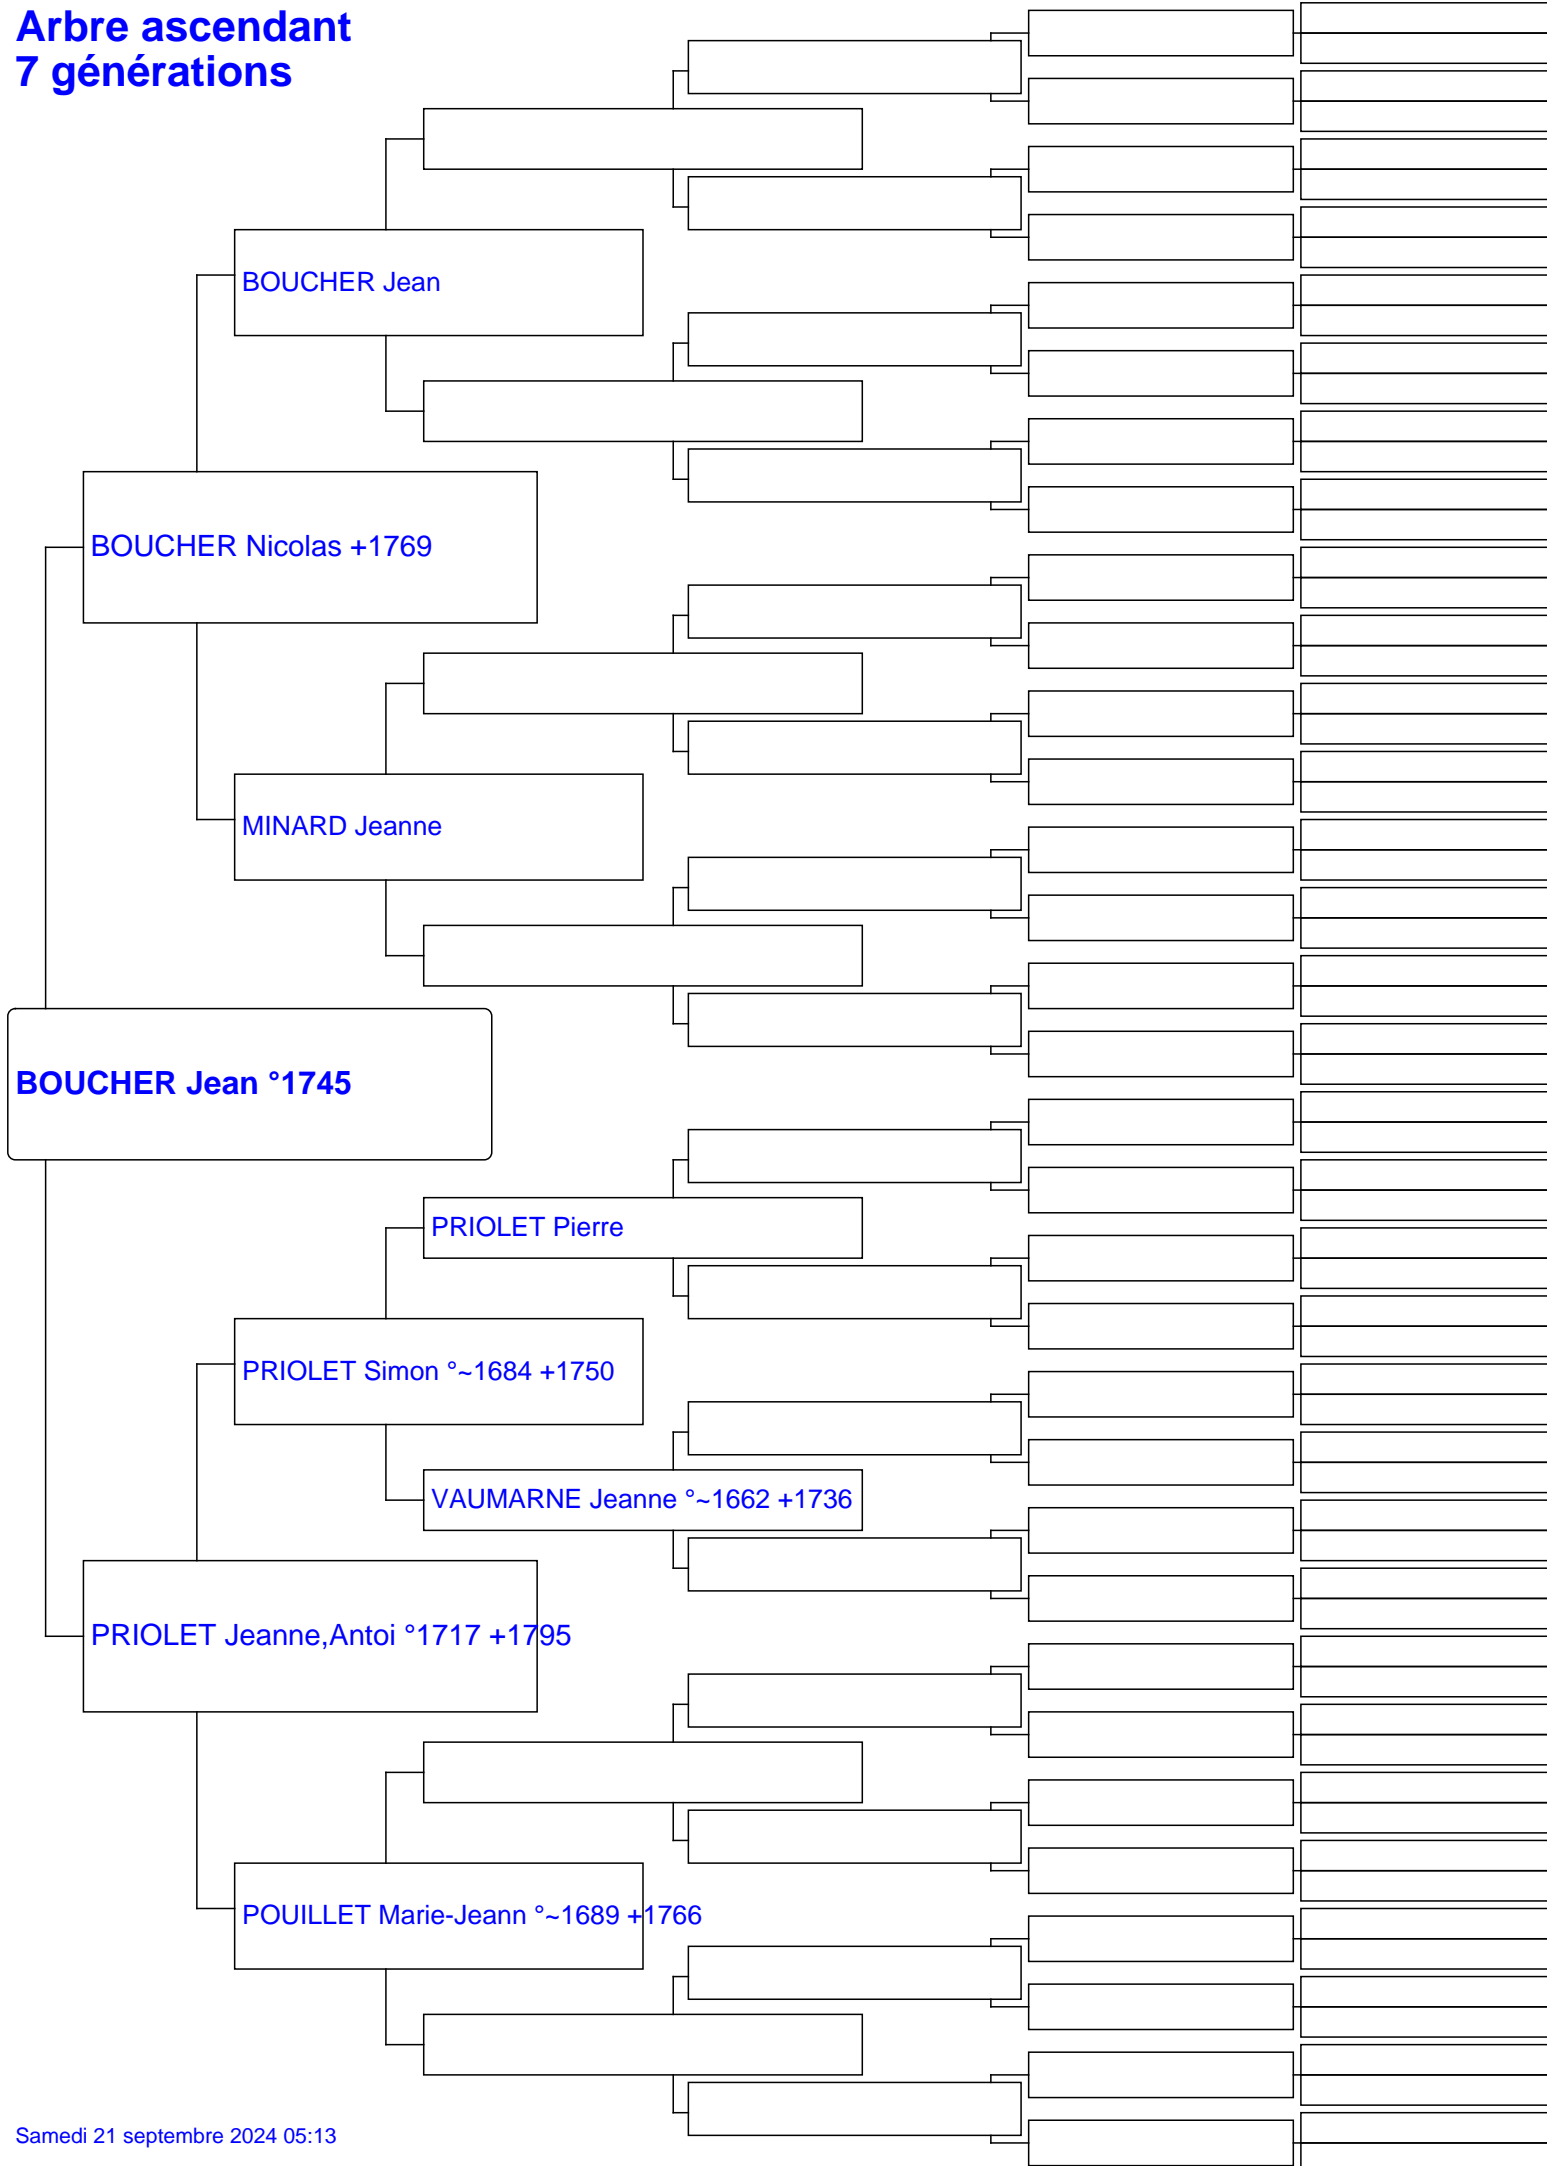 Arbre ascendant
7 générations
BOUCHER Jean
BOUCHER Nicolas +1769
MINARD Jeanne
BOUCHER Jean °1745
PRIOLET Pierre
PRIOLET Simon °~1684 +1750
VAUMARNE Jeanne °~1662 +1736
PRIOLET Jeanne,Antoi °1717 +1795
POUILLET Marie-Jeann °~1689 +1766
Samedi 21 septembre 2024 05:13